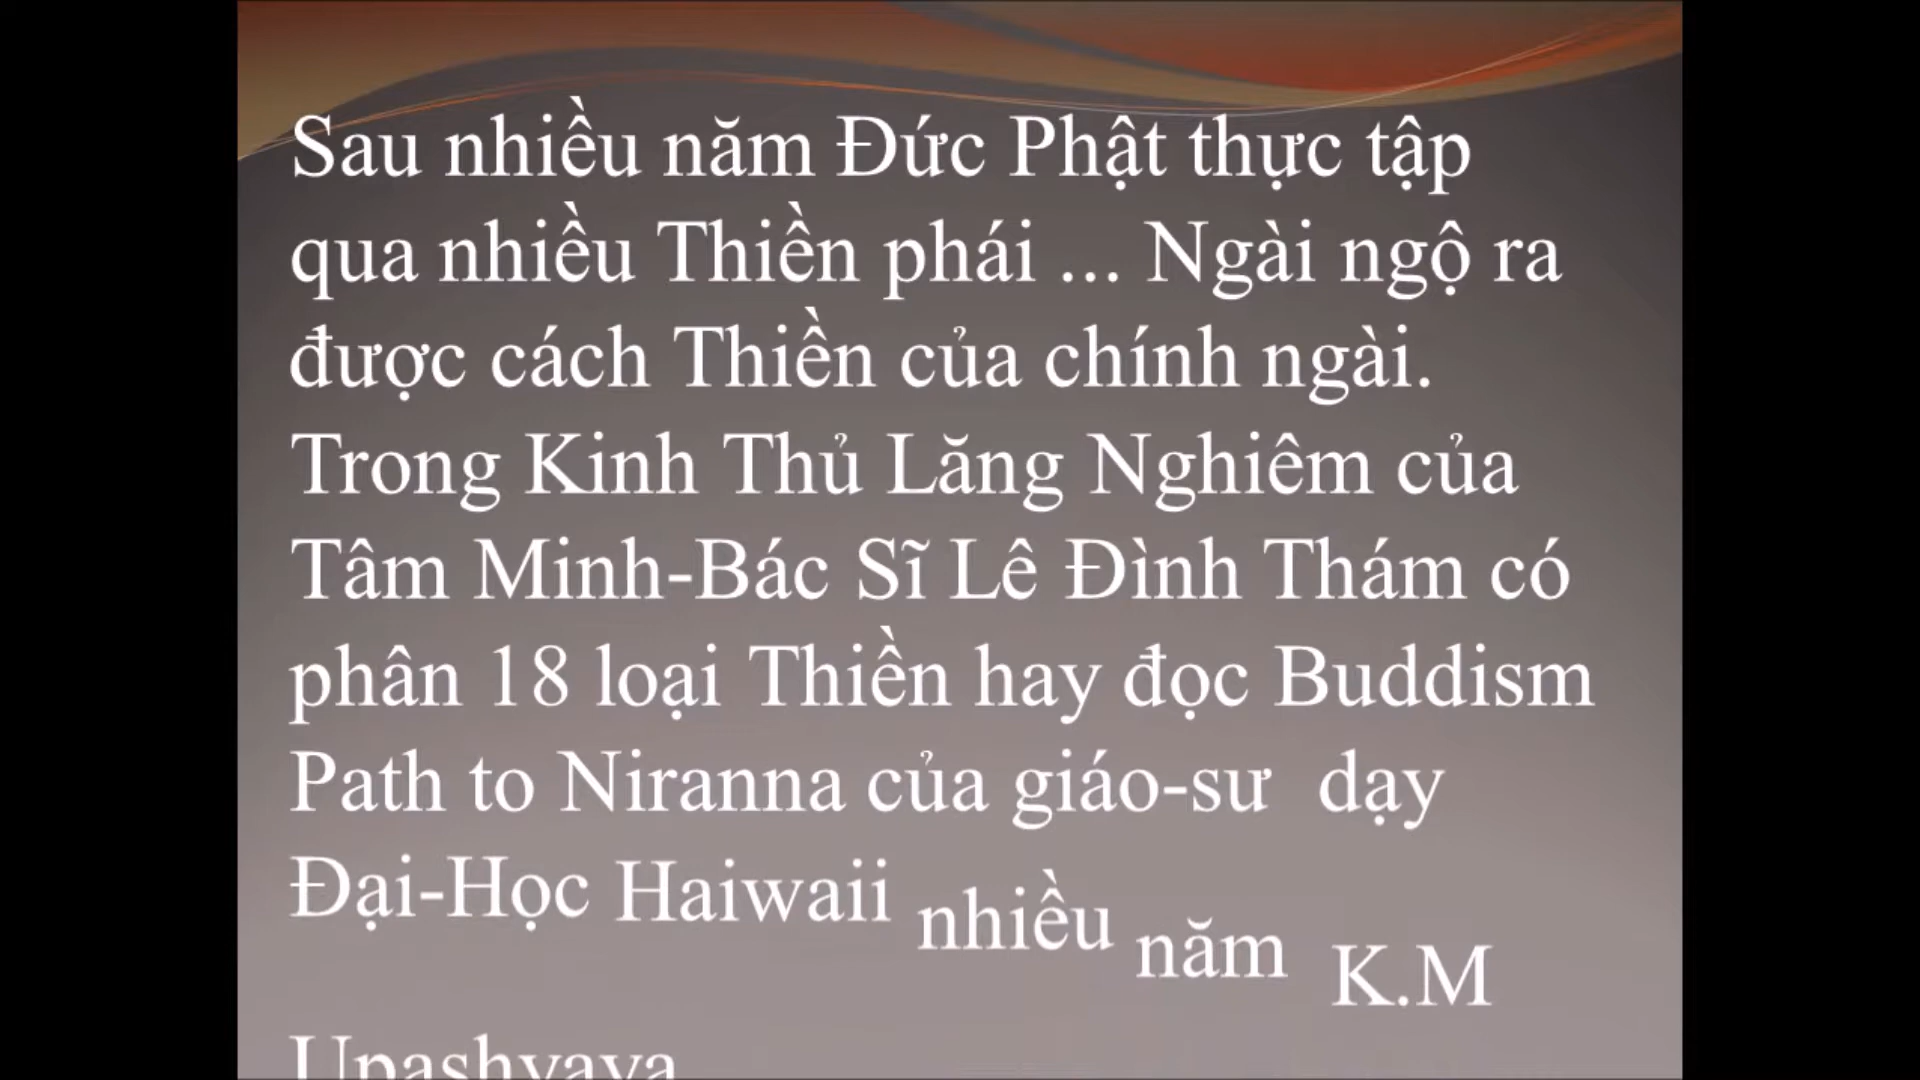 Sau nhiều năm Đức Phật thực tập
qua nhiều Thiền phái ... Ngài ngộ ra
được cách Thiền của chính ngài.
Trong Kinh Thủ Lăng Nghiêm của
Tâm Minh-Bác Sĩ Lê Đình Thám có
phân 18 loại Thiền hay đọc Buddism
Path to Niranna của giáo-sư dạy
Đại-Học Haiwaii nhiều năm K.M
Upashyaya